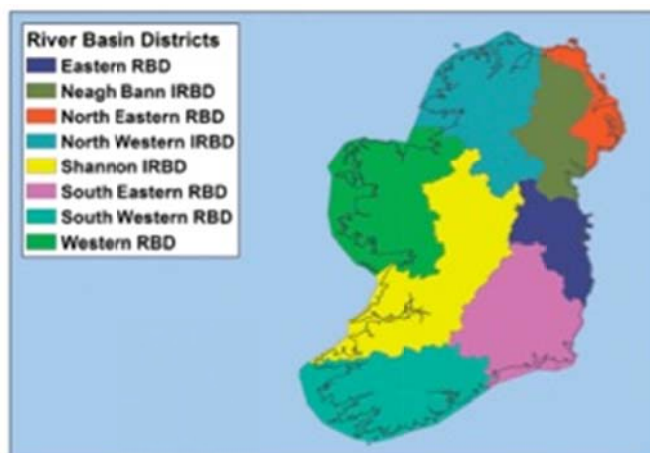 River Basin Districts
Eastern RBD
Neagh Bann IRBD
North Eastern RBD
North Western IRBD
Shannon IRBD
South Eastern RBD
South Western RBD
Western RBD